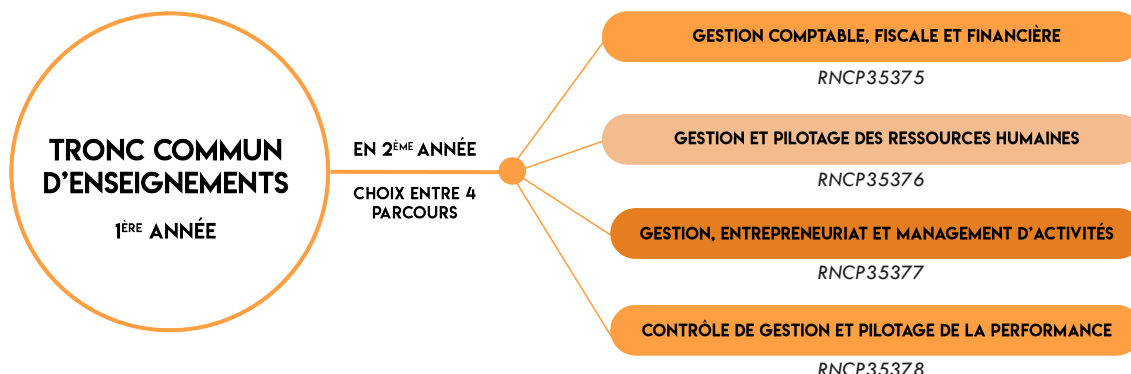 TRONC COMMUN
D'ENSEIGNEMENTS
1ÈRE ANNÉE
EN 2ÈME ANNÉE
CHOIX ENTRE 4
PARCOURS
GESTION COMPTABLE, FISCALE ET FINANCIÈRE
RNCP35375
GESTION ET PILOTAGE DES RESSOURCES HUMAINES
RNCP35376
GESTION, ENTREPRENEURIAT ET MANAGEMENT D'ACTIVITÉS
RNCP35377
CONTRÔLE DE GESTION ET PILOTAGE DE LA PERFORMANCE
RNCP35378